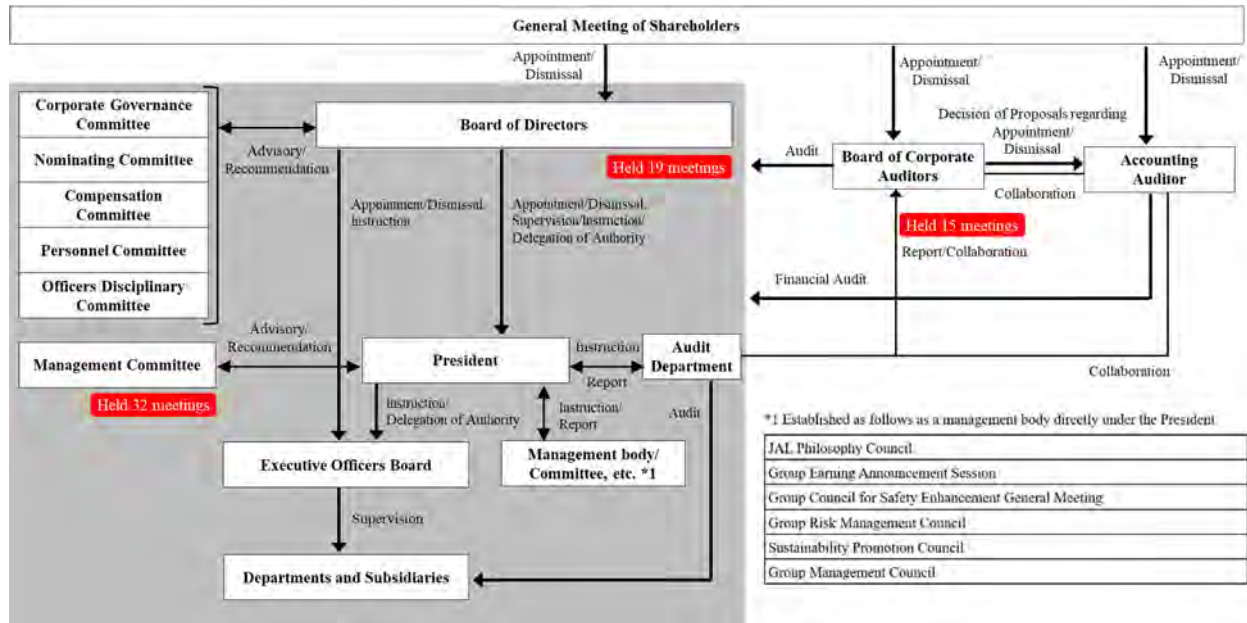 General Meeting of Shareholders
Appointment/
Dismissal
Appointment/
Dismissal
Appointment/
Dismissal
Corporate Governance
Committee
Nominating Committee
Compensation
Committee
Personnel Committee
Officers Disciplinary
Committee
Advisory/
Recommendation
Board of Directors
Held 19 meetings
Audit
Board of Corporate
Auditors
Decision of Proposals regarding
Appointment/
Dismissal
Collaboration
Accounting
Auditor
Held 15 meetings
Report/Collaboration
Appointment/Dismissal,
Instruction
Appointment/Dismissal,
Supervision/Instruction/
Delegation of Authority
Financial Audit
Management Committee
Held 32 meetings
Advisory/
Recommendation
President
Instruction
Report
Audit
Department
Collaboration
Instruction/
Delegation of Authority
Instruction/
Report
Audit
Executive Officers Board
Management body/
Committee, etc. *1
Supervision
Departments and Subsidiaries
*1 Established as follows as a management body directly under the President
JAL Philosophy Council
Group Earning Announcement Session
Group Council for Safety Enhancement General Meeting
Group Risk Management Council
Sustainability Promotion Council
Group Management Council